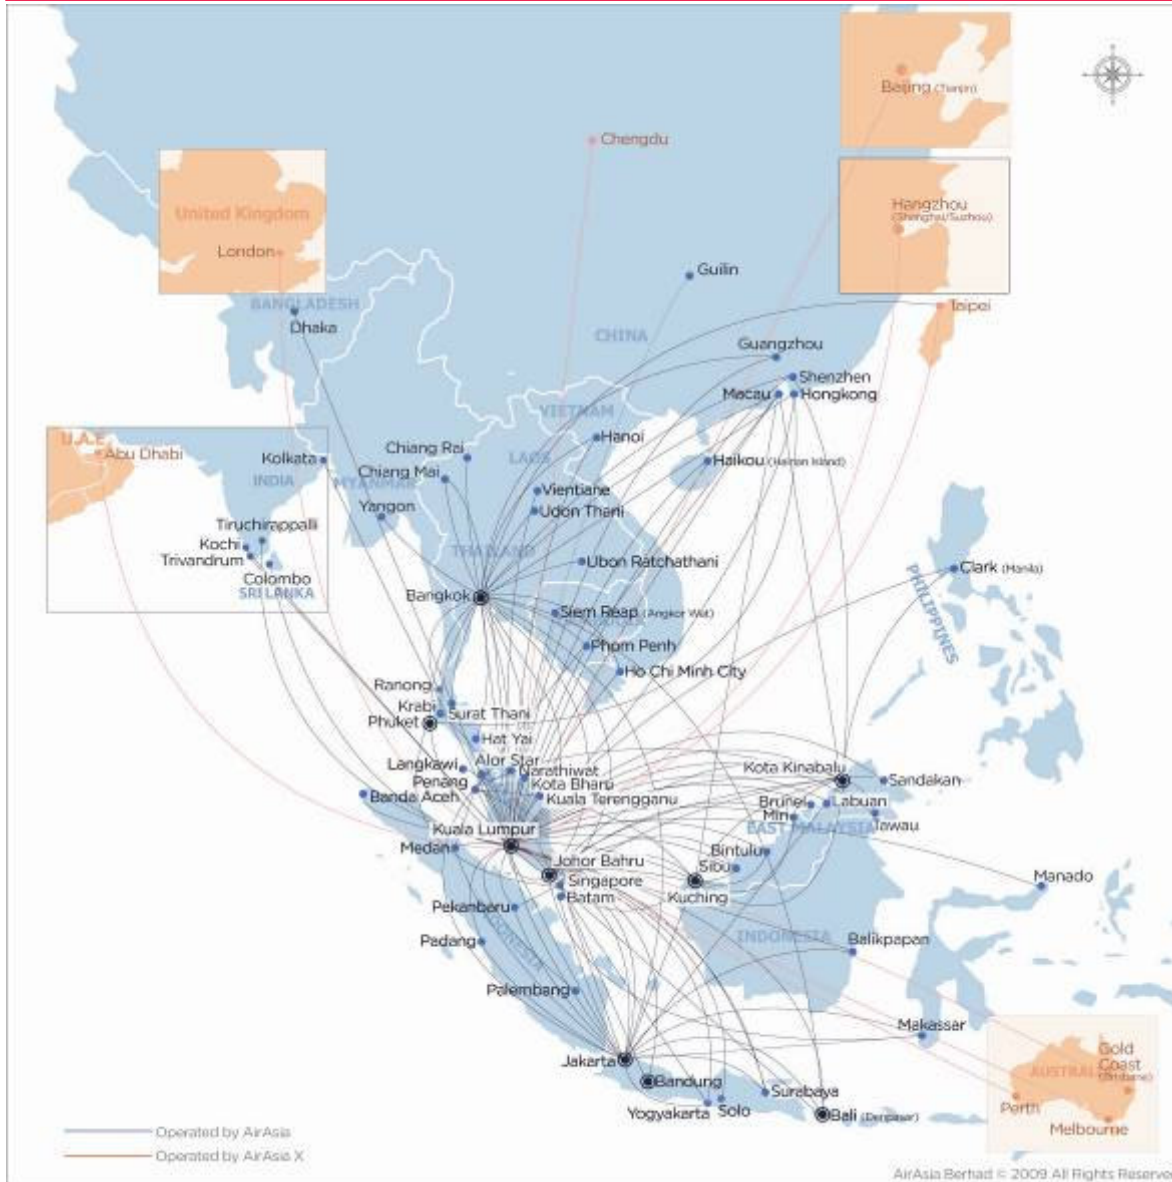 Baijing (Tianjin)
Chengdu
United Kingdom
London
Hangzhou
(Shanghai/Suzhou)
Guilin
BANGLADESH
Dhaka
Taipei
CHINA
Guangzhou
Shenzhen
Macau
Hongkong
VIETNAM
U.A.E
Abu Dhabi
Kolkata
INDIA
Chiang Rai
Chiang Mai
MYANMAR
LAOS
Hanoi
Haikou (Hainan Island)
Yangon
Vientiane
Udon Thani
Tiruchirappalli
Kochi
Trivandrum
Colombo
SRI LANKA
THAILAND
Ubon Ratchathani
Clark (Manila)
PHILIPPINES
Bangkok
Siem Reap (Angkor Wat)
Phom Penh
Ho Chi Minh City
Ranong
Krabi
Surat Thani
Phuket
Hat Yai
Langkawi
Alor Star
Narathiwat
Penang
Kota Bharu
Banda Aceh
Kuala Terengganu
Kota Kinabalu
Sandakan
Brunei
Labuan
Miri
EAST MALAYSIA
Tawau
Kuala Lumpur
Medan
Johor Bahru
Singapore
Batam
Bintulu
Sibu
Kuching
Manado
Pekanbaru
Padang
INDONESIA
INDONESIA
Balikpapan
Palembang
Makassar
Jakarta
Bandung
Surabaya
Yogyakarta
Solo
Bali (Denpasar)
Gold
Coast
(Brisbane)
AUSTRALIA
Perth
Melbourne
Operated by AirAsia
Operated by AirAsia X
AirAsia Berhad © 2009 All Rights Reserve